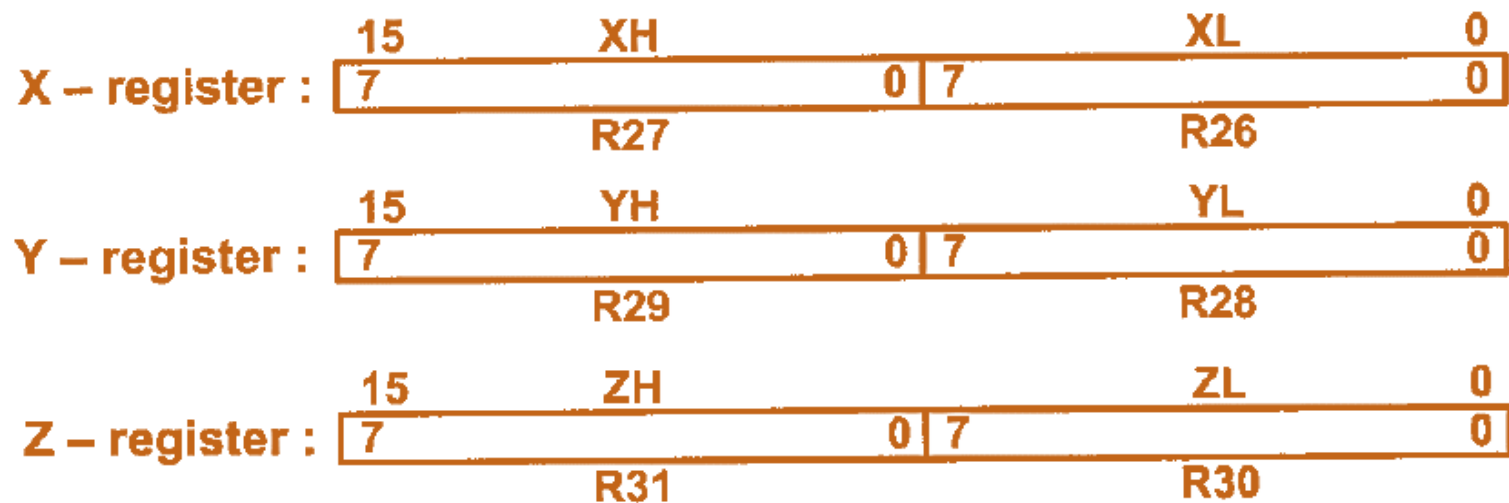 15 XH XL 0
X – register : 7 0 7 0
R27 R26
15 YH YL 0
Y – register : 7 0 7 0
R29 R28
15 ZH ZL 0
Z – register : 7 0 7 0
R31 R30